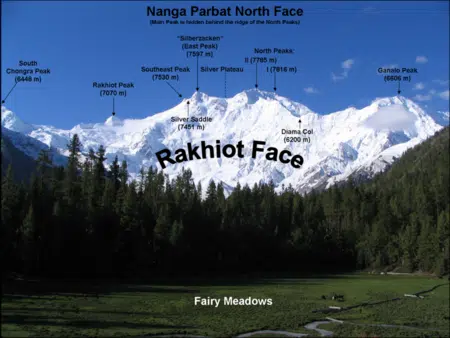 Nanga Parbat North Face
(Main Peak is hidden behind the ridge of the North Peaks)
"Silberzacken"
(East Peak)
(7597 m)
North Peaks:
II (7785 m)
I (7816 m)
South
Chongra Peak
(6448 m)
Rakhiot Peak
(7070 m)
Southeast Peak
(7530 m)
Silver Plateau
Ganalo Peak
(6606 m)
Silver Saddle
(7451 m)
Diama Col
(6200 m)
Rakhiot Face
Fairy Meadows